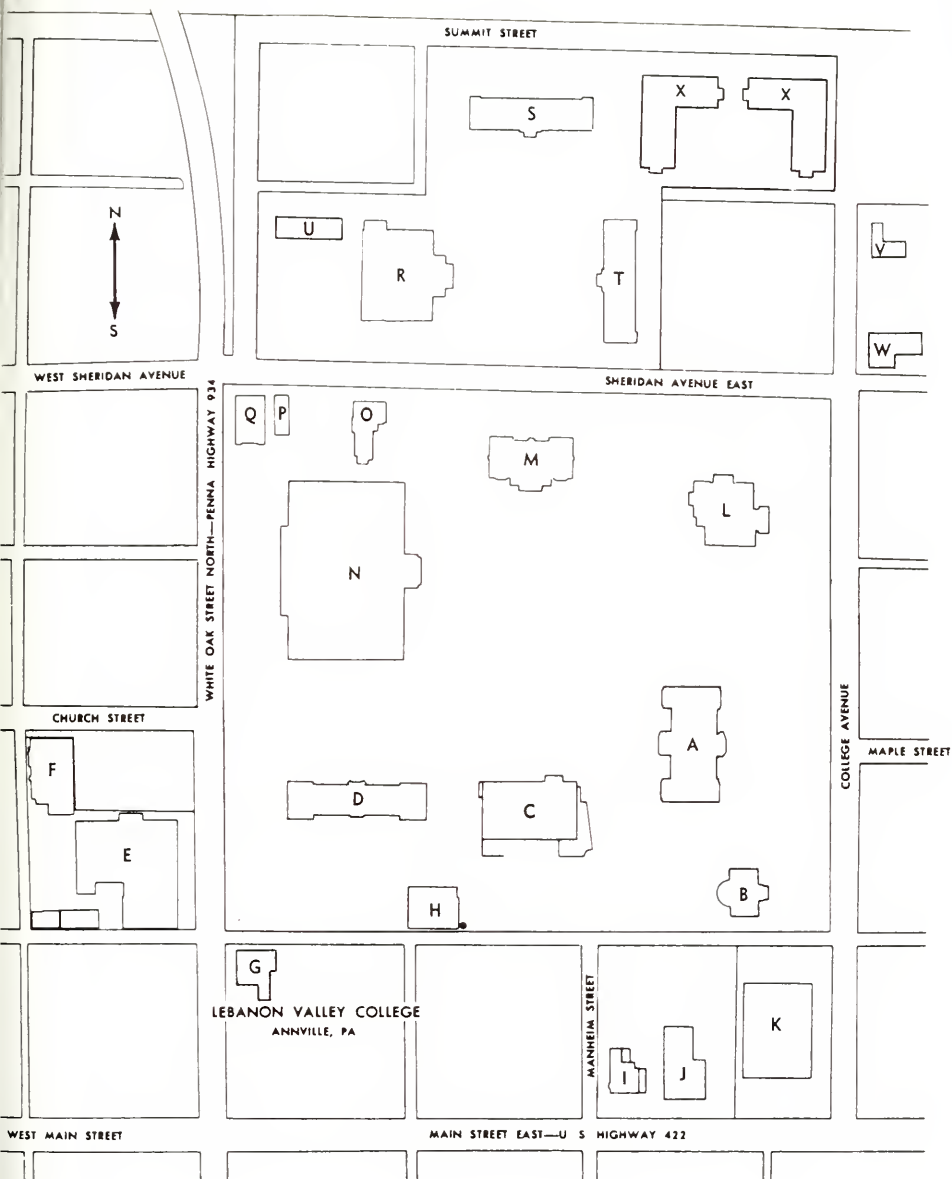 SUMMIT STREET
X
X
S
N
S
U
R
T
V
W
WEST SHERIDAN AVENUE
SHERIDAN AVENUE EAST
WHITE OAK STREET NORTH—PENNA HIGHWAY 934
Q
P
O
M
L
N
CHURCH STREET
COLLEGE AVENUE
MAPLE STREET
A
F
D
C
E
B
H
G
LEBANON VALLEY COLLEGE
ANNVILLE, PA
MANHEIM STREET
K
I
J
WEST MAIN STREET
MAIN STREET EAST—U S HIGHWAY 422